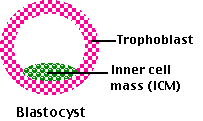 Trophoblast
Inner cell
mass (ICM)
Blastocyst